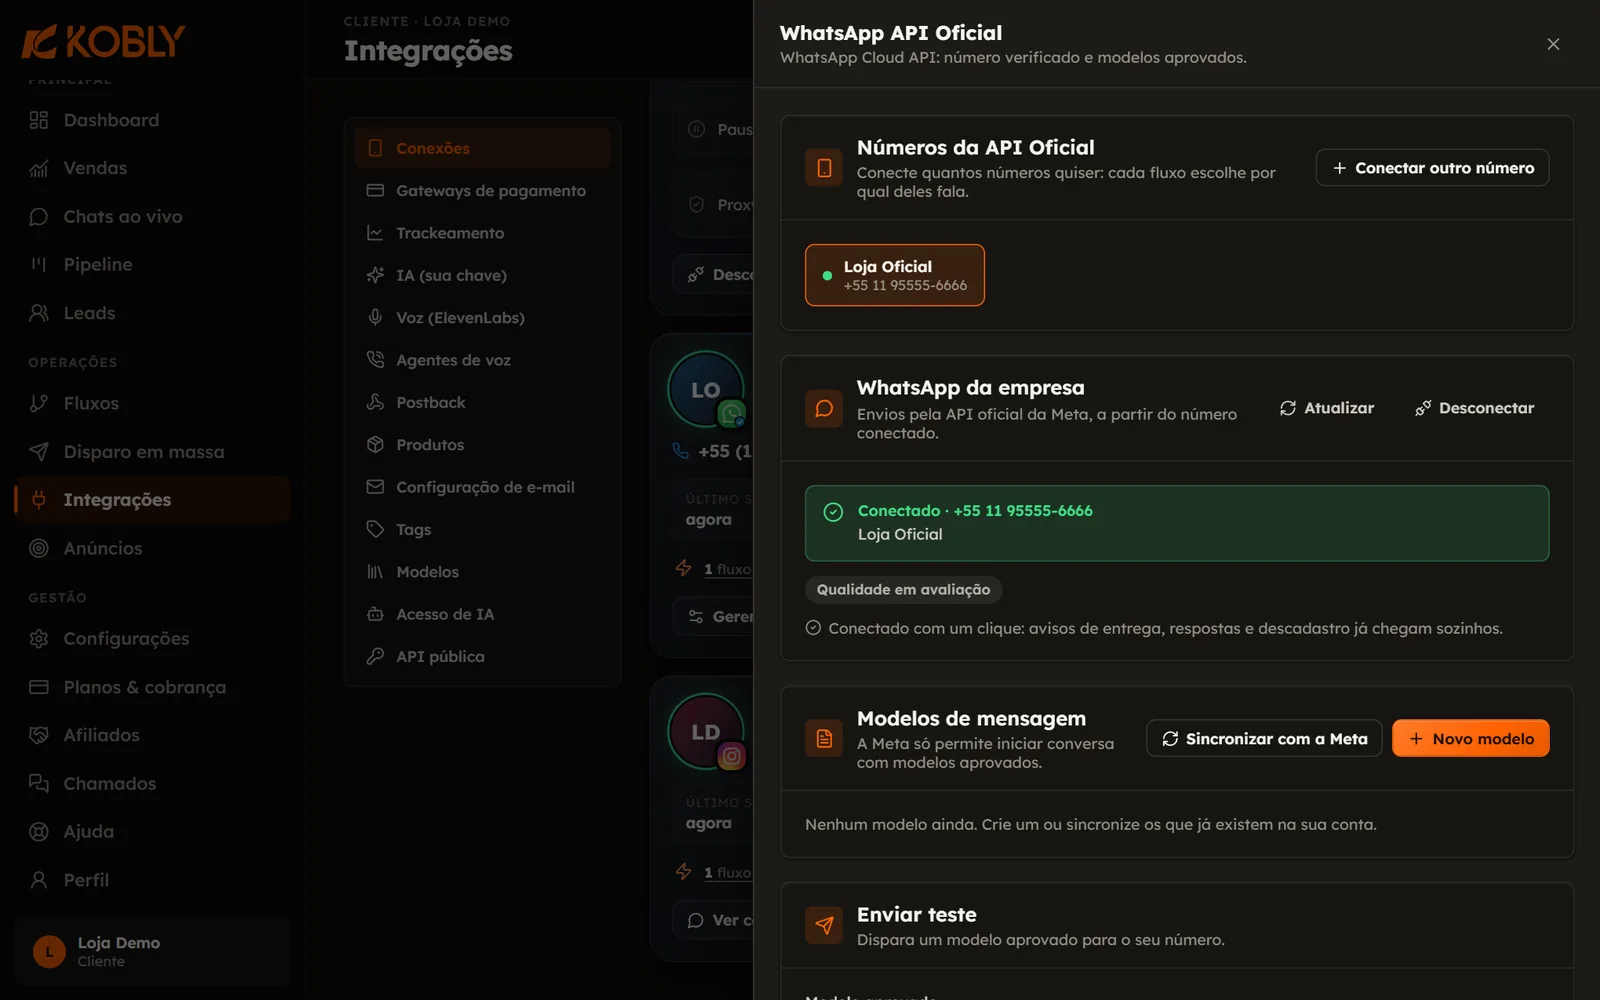 KOBLY
PRINCIPAL
Dashboard
Vendas
Chats ao vivo
Pipeline
Leads
OPERAÇÕES
Fluxos
Disparo em massa
Integrações
Anúncios
GESTÃO
Configurações
Planos & cobrança
Afiliados
Chamados
Ajuda
Perfil
L
Loja Demo
Cliente
CLIENTE · LOJA DEMO
Integrações
Conexões
Gateways de pagamento
Trackeamento
IA (sua chave)
Voz (ElevenLabs)
Agentes de voz
Postback
Produtos
Configuração de e-mail
Tags
Modelos
Acesso de IA
API pública
LO
+55 (1
agora
1 fluxo
LD
agora
1 fluxo
WhatsApp API Oficial
WhatsApp Cloud API: número verificado e modelos aprovados.
Números da API Oficial
Conecte quantos números quiser: cada fluxo escolhe por
qual deles fala.
Conectar outro número
Loja Oficial
+55 11 95555-6666
WhatsApp da empresa
Envios pela API oficial da Meta, a partir do número
conectado.
Atualizar
Desconectar
Conectado · +55 11 95555-6666
Loja Oficial
Qualidade em avaliação
Conectado com um clique: avisos de entrega, respostas e descadastro já chegam sozinhos.
Modelos de mensagem
A Meta só permite iniciar conversa
com modelos aprovados.
Sincronizar com a Meta
Novo modelo
Nenhum modelo ainda. Crie um ou sincronize os que já existem na sua conta.
Enviar teste
Dispara um modelo aprovado para o seu número.